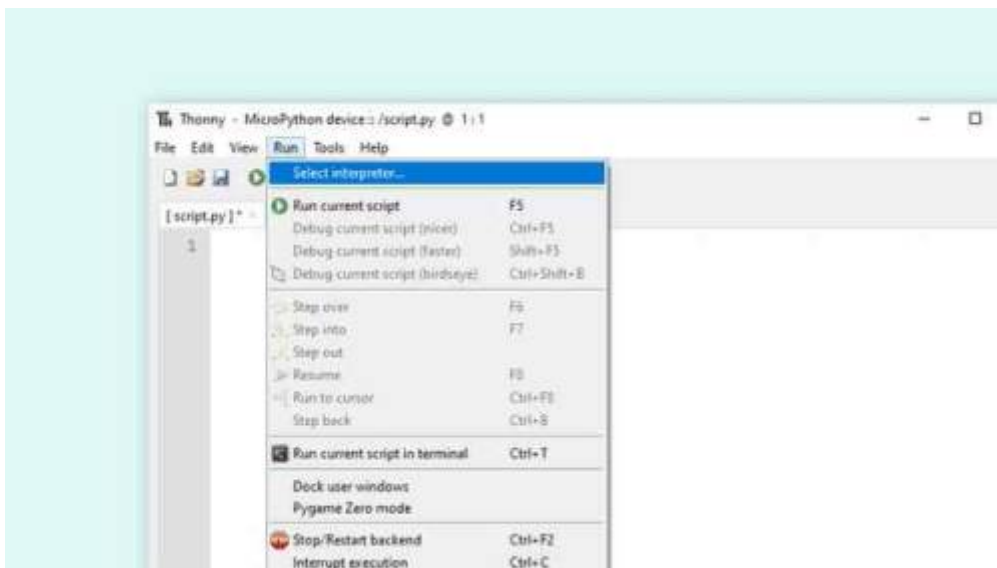 Thonny - MicroPython device :: /script.py @ 1 : 1
File Edit View Run Tools Help
Select interpreter...
[ script.py ] *
Run current script F5
Debug current script (nicer) Ctrl+F5
1
Debug current script (faster) Shift+F5
Debug current script (birdseye) Ctrl+Shift+B
Step over F6
Step into F7
Step out
Resume F8
Run to cursor Ctrl+F8
Step back Ctrl+B
Run current script in terminal Ctrl+T
Dock user windows
Pygame Zero mode
Stop/Restart backend Ctrl+F2
Interrupt execution Ctrl+C